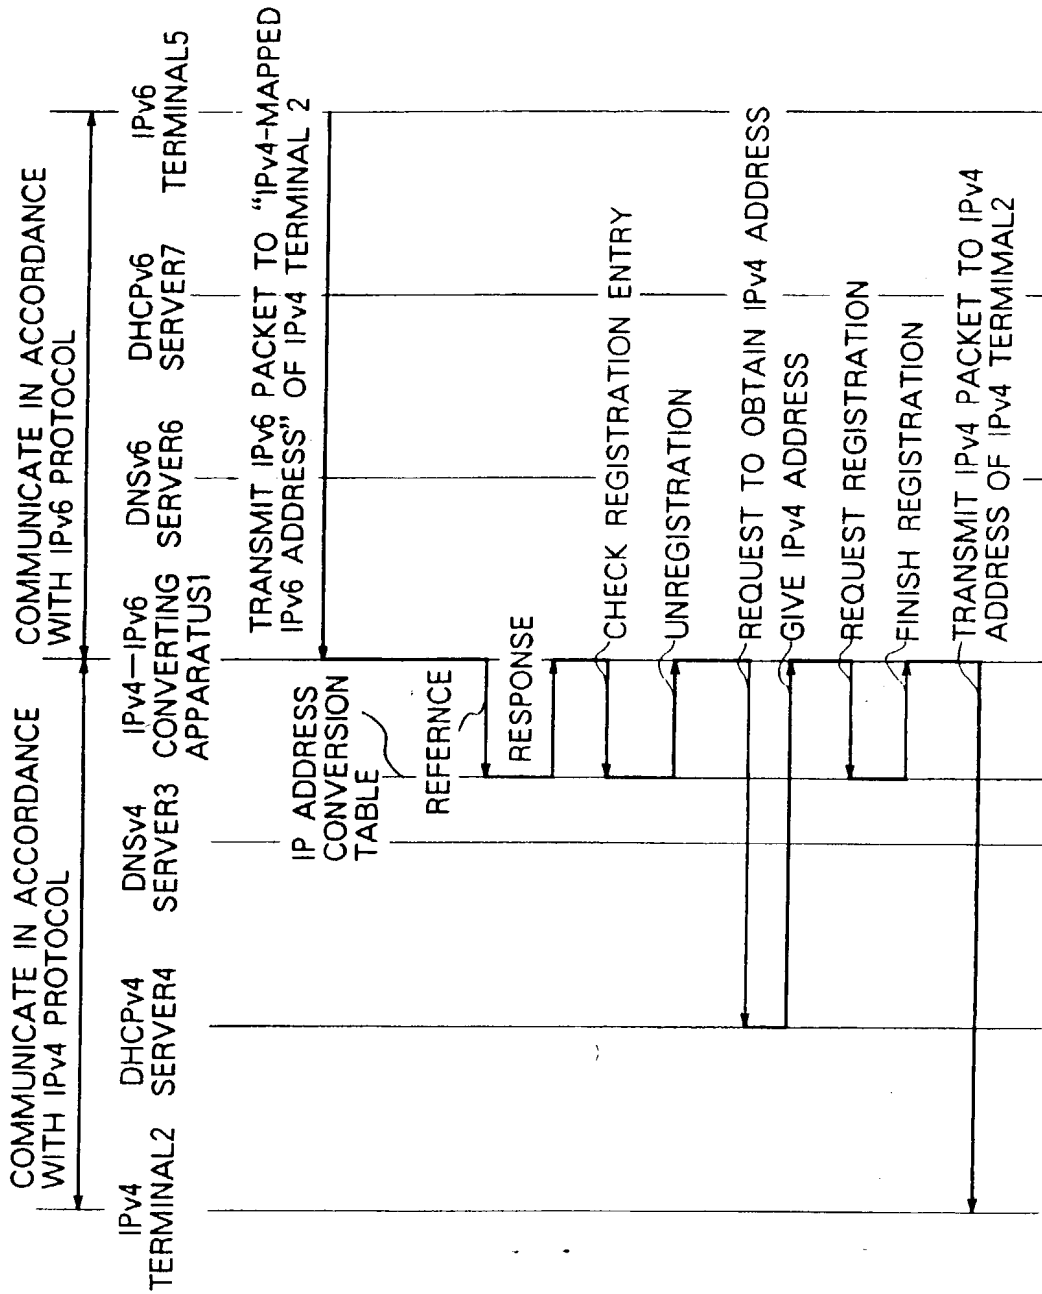 COMMUNICATE IN ACCORDANCE
WITH IPv4 PROTOCOL
COMMUNICATE IN ACCORDANCE
WITH IPv6 PROTOCOL
IPv4
TERMINAL2
DHCPv4
SERVER4
DNSv4
SERVER3
IPv4—IPv6
CONVERTING
APPARATUS1
DNSv6
SERVER6
DHCPv6
SERVER7
IPv6
TERMINAL5
TRANSMIT IPv6 PACKET TO "IPv4-MAPPED
IPv6 ADDRESS" OF IPv4 TERMINAL 2
IP ADDRESS
CONVERSION
TABLE
REFERNCE
RESPONSE
CHECK REGISTRATION ENTRY
UNREGISTRATION
REQUEST TO OBTAIN IPv4 ADDRESS
GIVE IPv4 ADDRESS
REQUEST REGISTRATION
FINISH REGISTRATION
TRANSMIT IPv4 PACKET TO IPv4
ADDRESS OF IPv4 TERMIMAL2